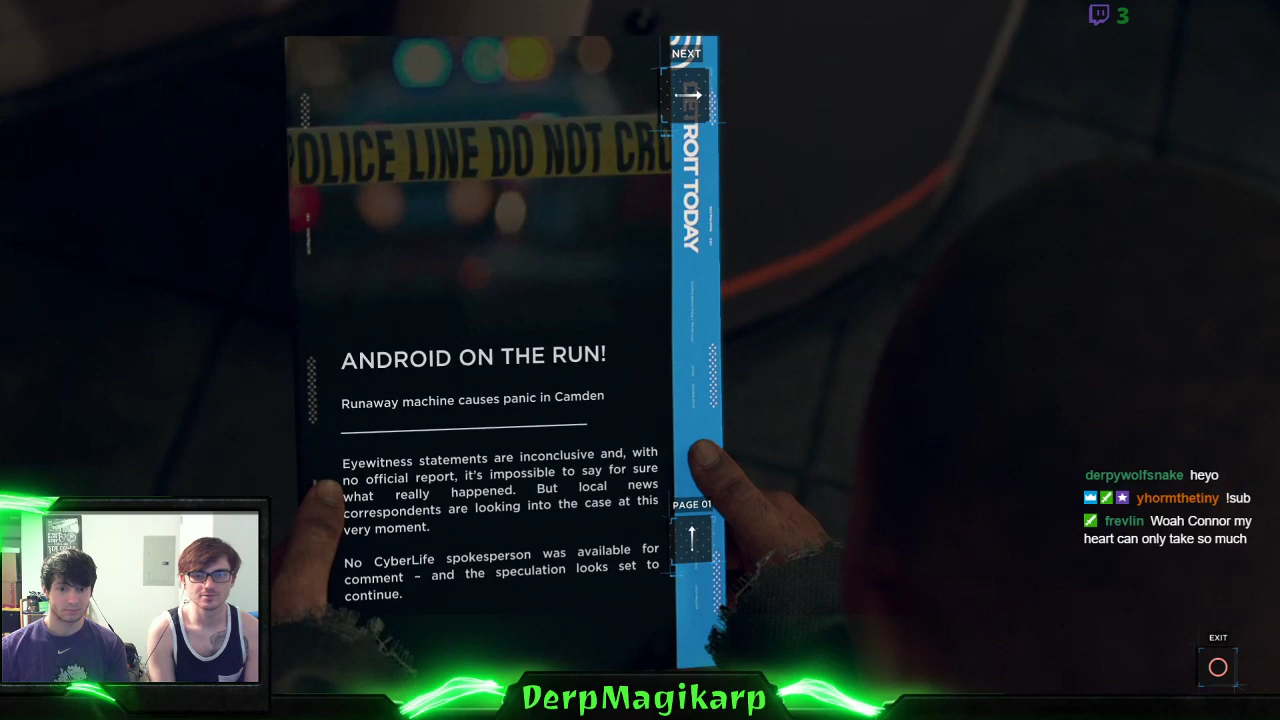 3
NEXT
POLICE LINE DO NOT CRO
DETROIT TODAY
ANDROID ON THE RUN!
Runaway machine causes panic in Camden
Eyewitness statements are inconclusive and, with
no official report, it's impossible to say for sure
what really happened. But local news
correspondents are looking into the case at this
very moment.
No CyberLife spokesperson was available for
comment – and the speculation looks set to
continue.
PAGE 01
derpywolfsnake heyo
yhormthetiny !sub
frevlin Woah Connor my
heart can only take so much
EXIT
DerpMagikarp